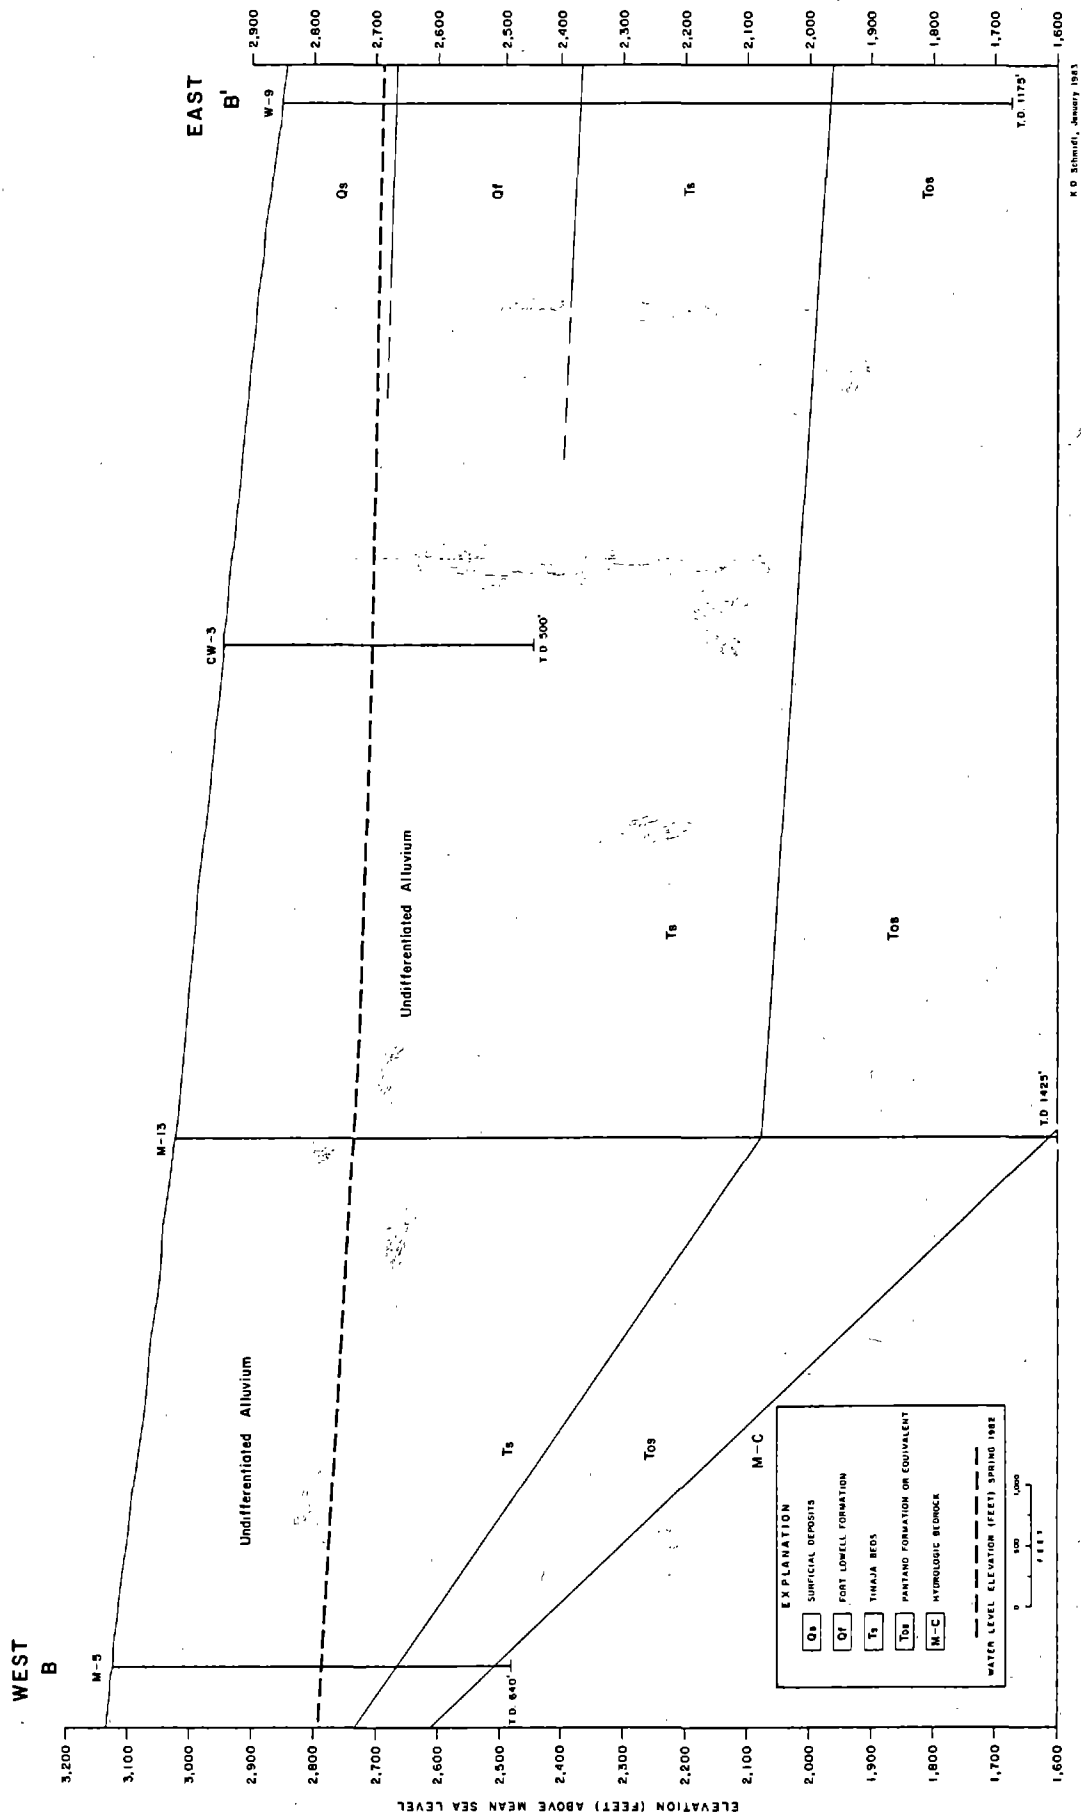 WEST
B
EAST
B'
M-5
M-13
CW-3
W-9
3,200
3,100
3,000
2,900
2,800
2,700
2,600
2,500
2,400
2,300
2,200
2,100
2,000
1,900
1,800
1,700
1,600
ELEVATION (FEET) ABOVE MEAN SEA LEVEL
2,900
2,800
2,700
2,600
2,500
2,400
2,300
2,200
2,100
2,000
1,900
1,800
1,700
1,600
Undifferentiated Alluvium
Undifferentiated Alluvium
Qs
Qf
Ts
Tos
Ts
Tos
Ts
Tos
M-C
T.D. 640'
T.D 1425'
T.D 500'
T.D. 1175'
EXPLANATION
Qs SURFICIAL DEPOSITS
Qf FORT LOWELL FORMATION
Ts TINAJA BEDS
Tos PANTANO FORMATION OR EQUIVALENT
M-C HYDROLOGIC BEDROCK
WATER LEVEL ELEVATION (FEET) SPRING 1982
0 500 1,000
FEET
K D Schmidt, January 1983